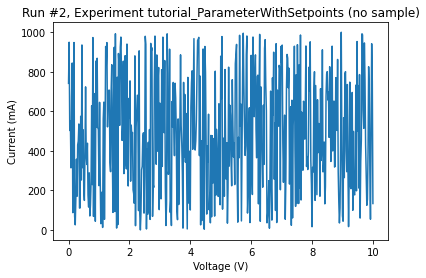 Run #2, Experiment tutorial_ParameterWithSetpoints (no sample)
1000
800
600
400
200
0
Current (mA)
0 2 4 6 8 10
Voltage (V)